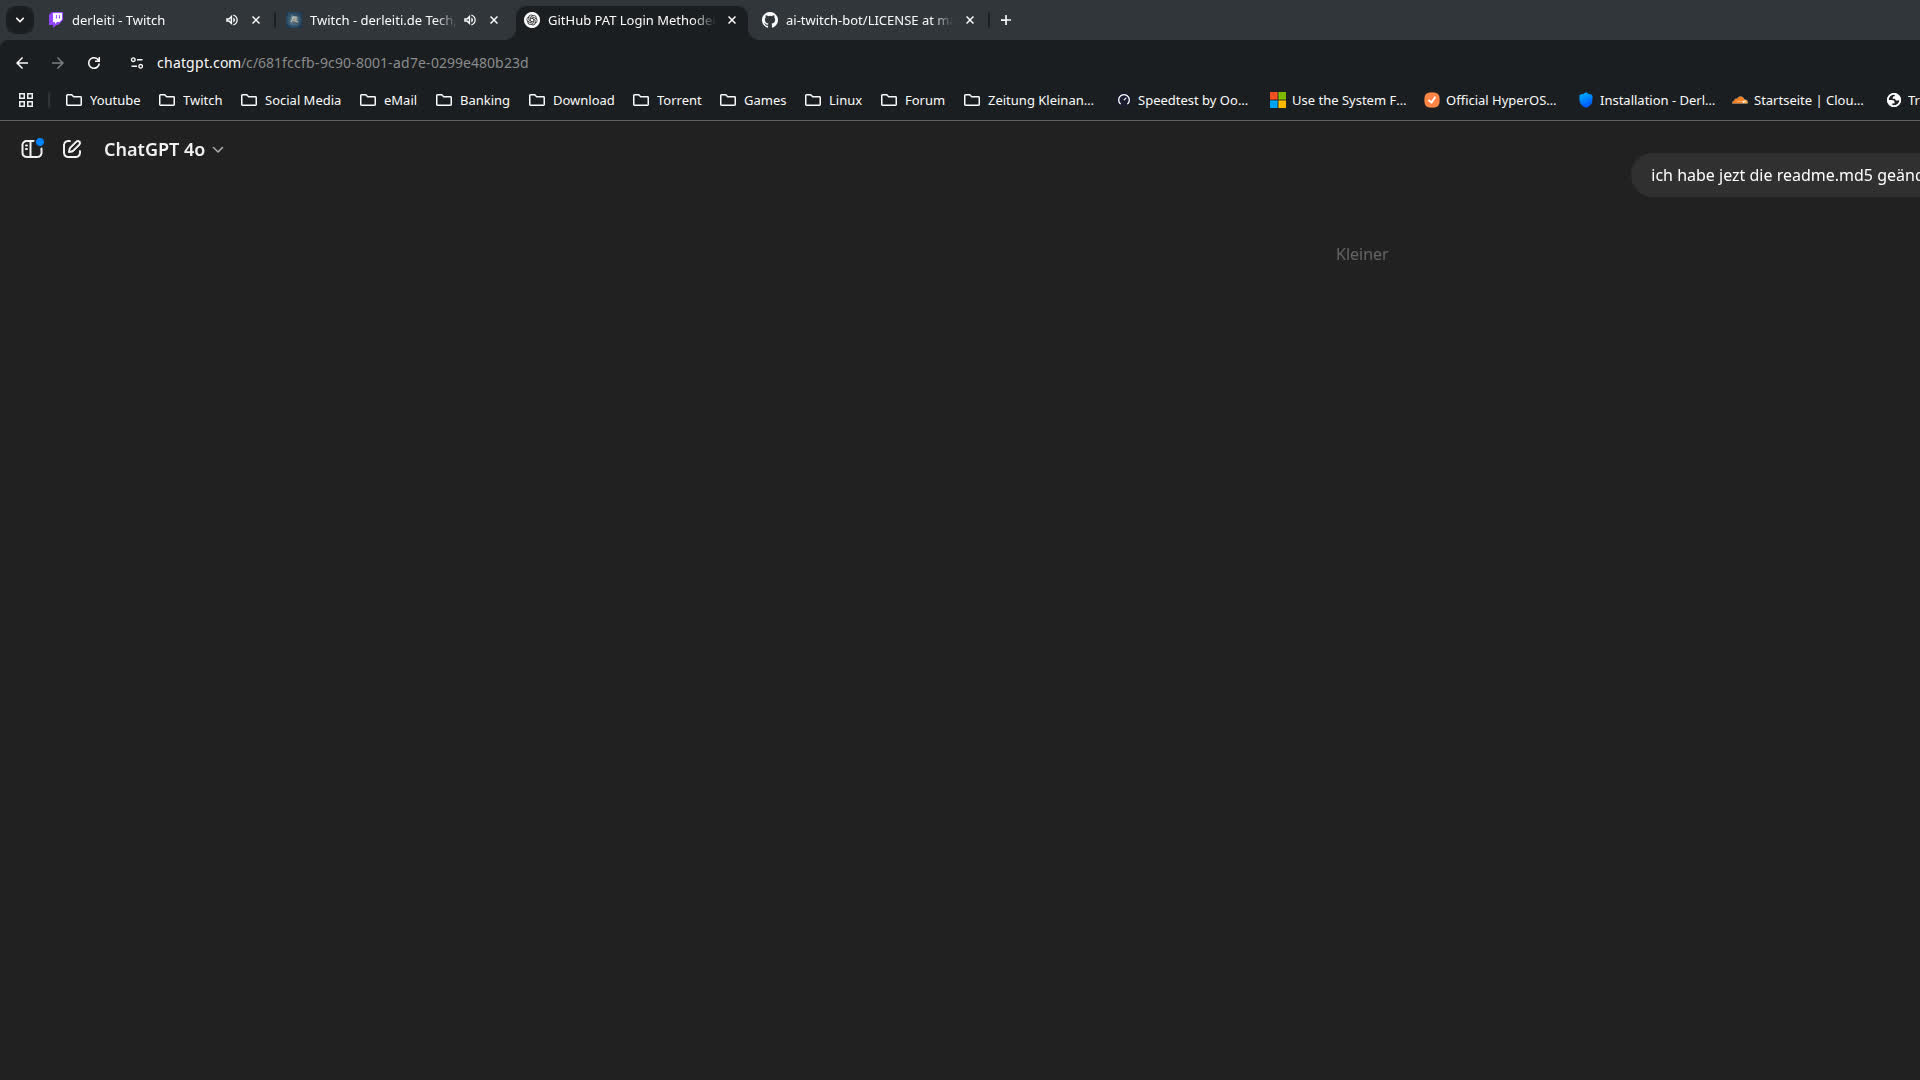 derleiti - Twitch
Twitch - derleiti.de Tech
GitHub PAT Login Methode
ai-twitch-bot/LICENSE at m
chatgpt.com/c/681fccfb-9c90-8001-ad7e-0299e480b23d
Youtube
Twitch
Social Media
eMail
Banking
Download
Torrent
Games
Linux
Forum
Zeitung Kleinan...
Speedtest by Oo...
Use the System F...
Official HyperOS...
Installation - Derl...
Startseite | Clou...
Tr
ChatGPT 4o
ich habe jezt die readme.md5 geänd
Kleiner